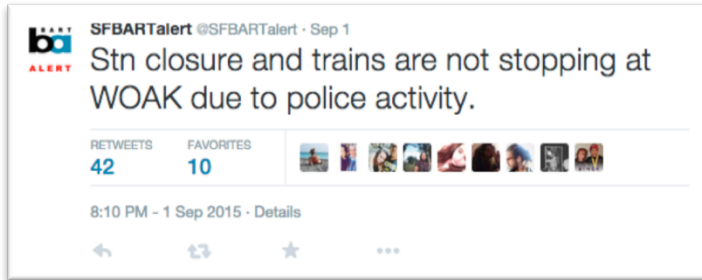 BART
ba
ALERT
SFBARTalert @SFBARTalert · Sep 1
Stn closure and trains are not stopping at
WOAK due to police activity.
RETWEETS FAVORITES
42 10
8:10 PM - 1 Sep 2015 · Details